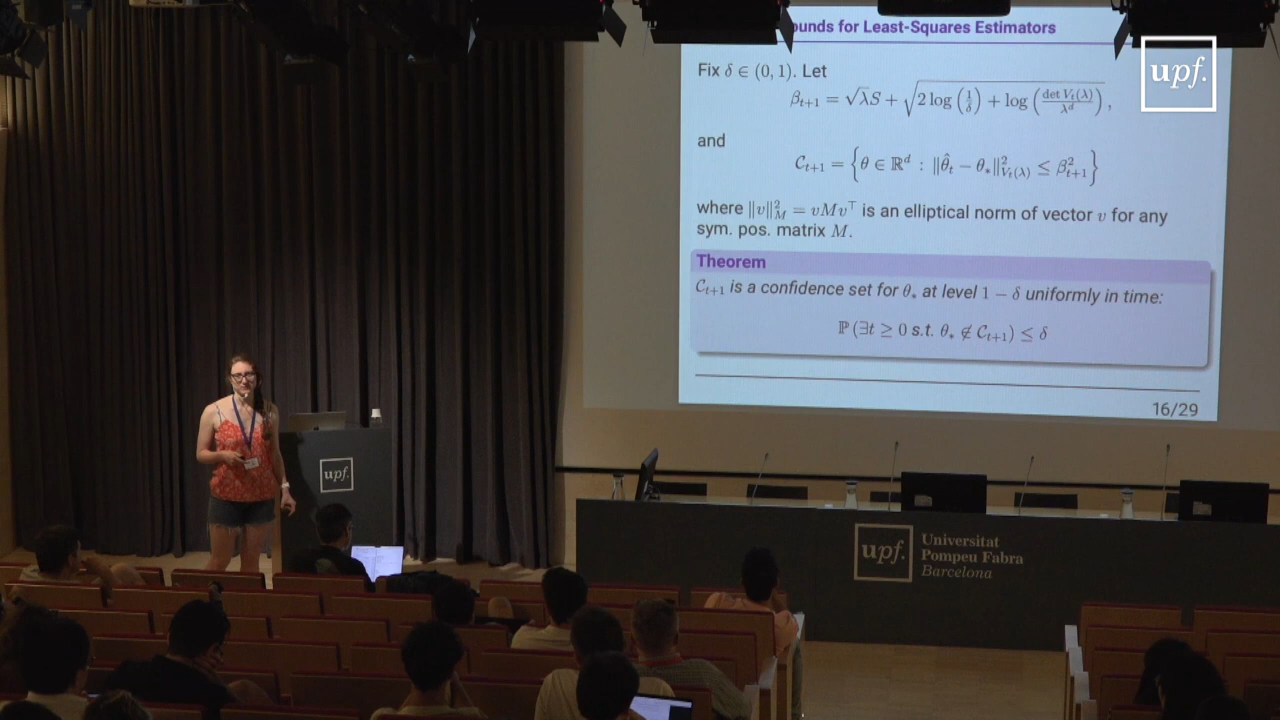 unds for Least-Squares Estimators
upf.
Fix δ ∈ (0, 1). Let
β_{t+1} = √λS + √(2 log (1/δ) + log (det V_t(λ)/λ^d)),
and
C_{t+1} = {θ ∈ ℝ^d : ‖θ̂_t − θ_*‖²_{V_t(λ)} ≤ β²_{t+1}}
where ‖v‖²_M = vMv^⊤ is an elliptical norm of vector v for any
sym. pos. matrix M.
Theorem
C_{t+1} is a confidence set for θ_* at level 1 − δ uniformly in time:
ℙ (∃t ≥ 0 s.t. θ_* ∉ C_{t+1}) ≤ δ
16/29
upf.
upf.
Universitat
Pompeu Fabra
Barcelona